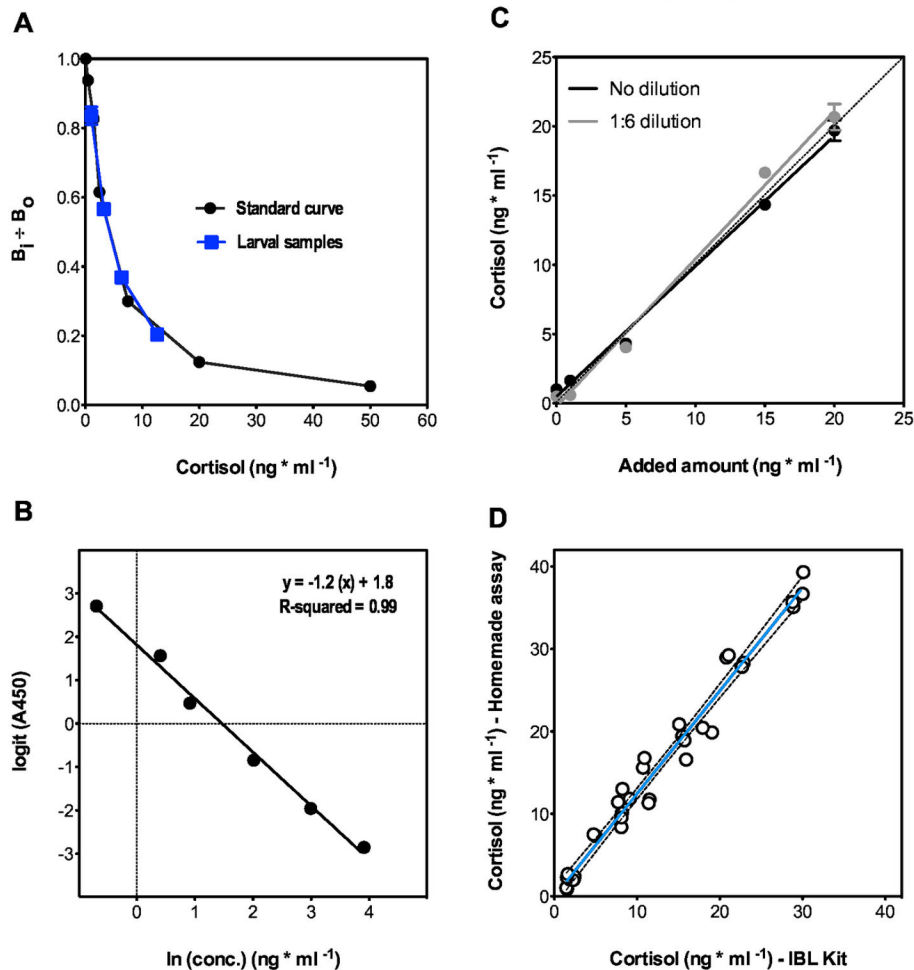 A
1.0
0.8
0.6
0.4
0.2
0.0
0
10
20
30
40
50
60
Bi ÷ Bo
Standard curve
Larval samples
Cortisol (ng * ml -1)
B
3
2
1
0
-1
-2
-3
0
1
2
3
4
logit (A450)
y = -1.2 (x) + 1.8
R-squared = 0.99
ln (conc.) (ng * ml -1)
C
25
20
15
10
5
0
0
5
10
15
20
25
Cortisol (ng * ml -1)
No dilution
1:6 dilution
Added amount (ng * ml -1)
D
40
30
20
10
0
0
10
20
30
40
Cortisol (ng * ml -1) - Homemade assay
Cortisol (ng * ml -1) - IBL Kit